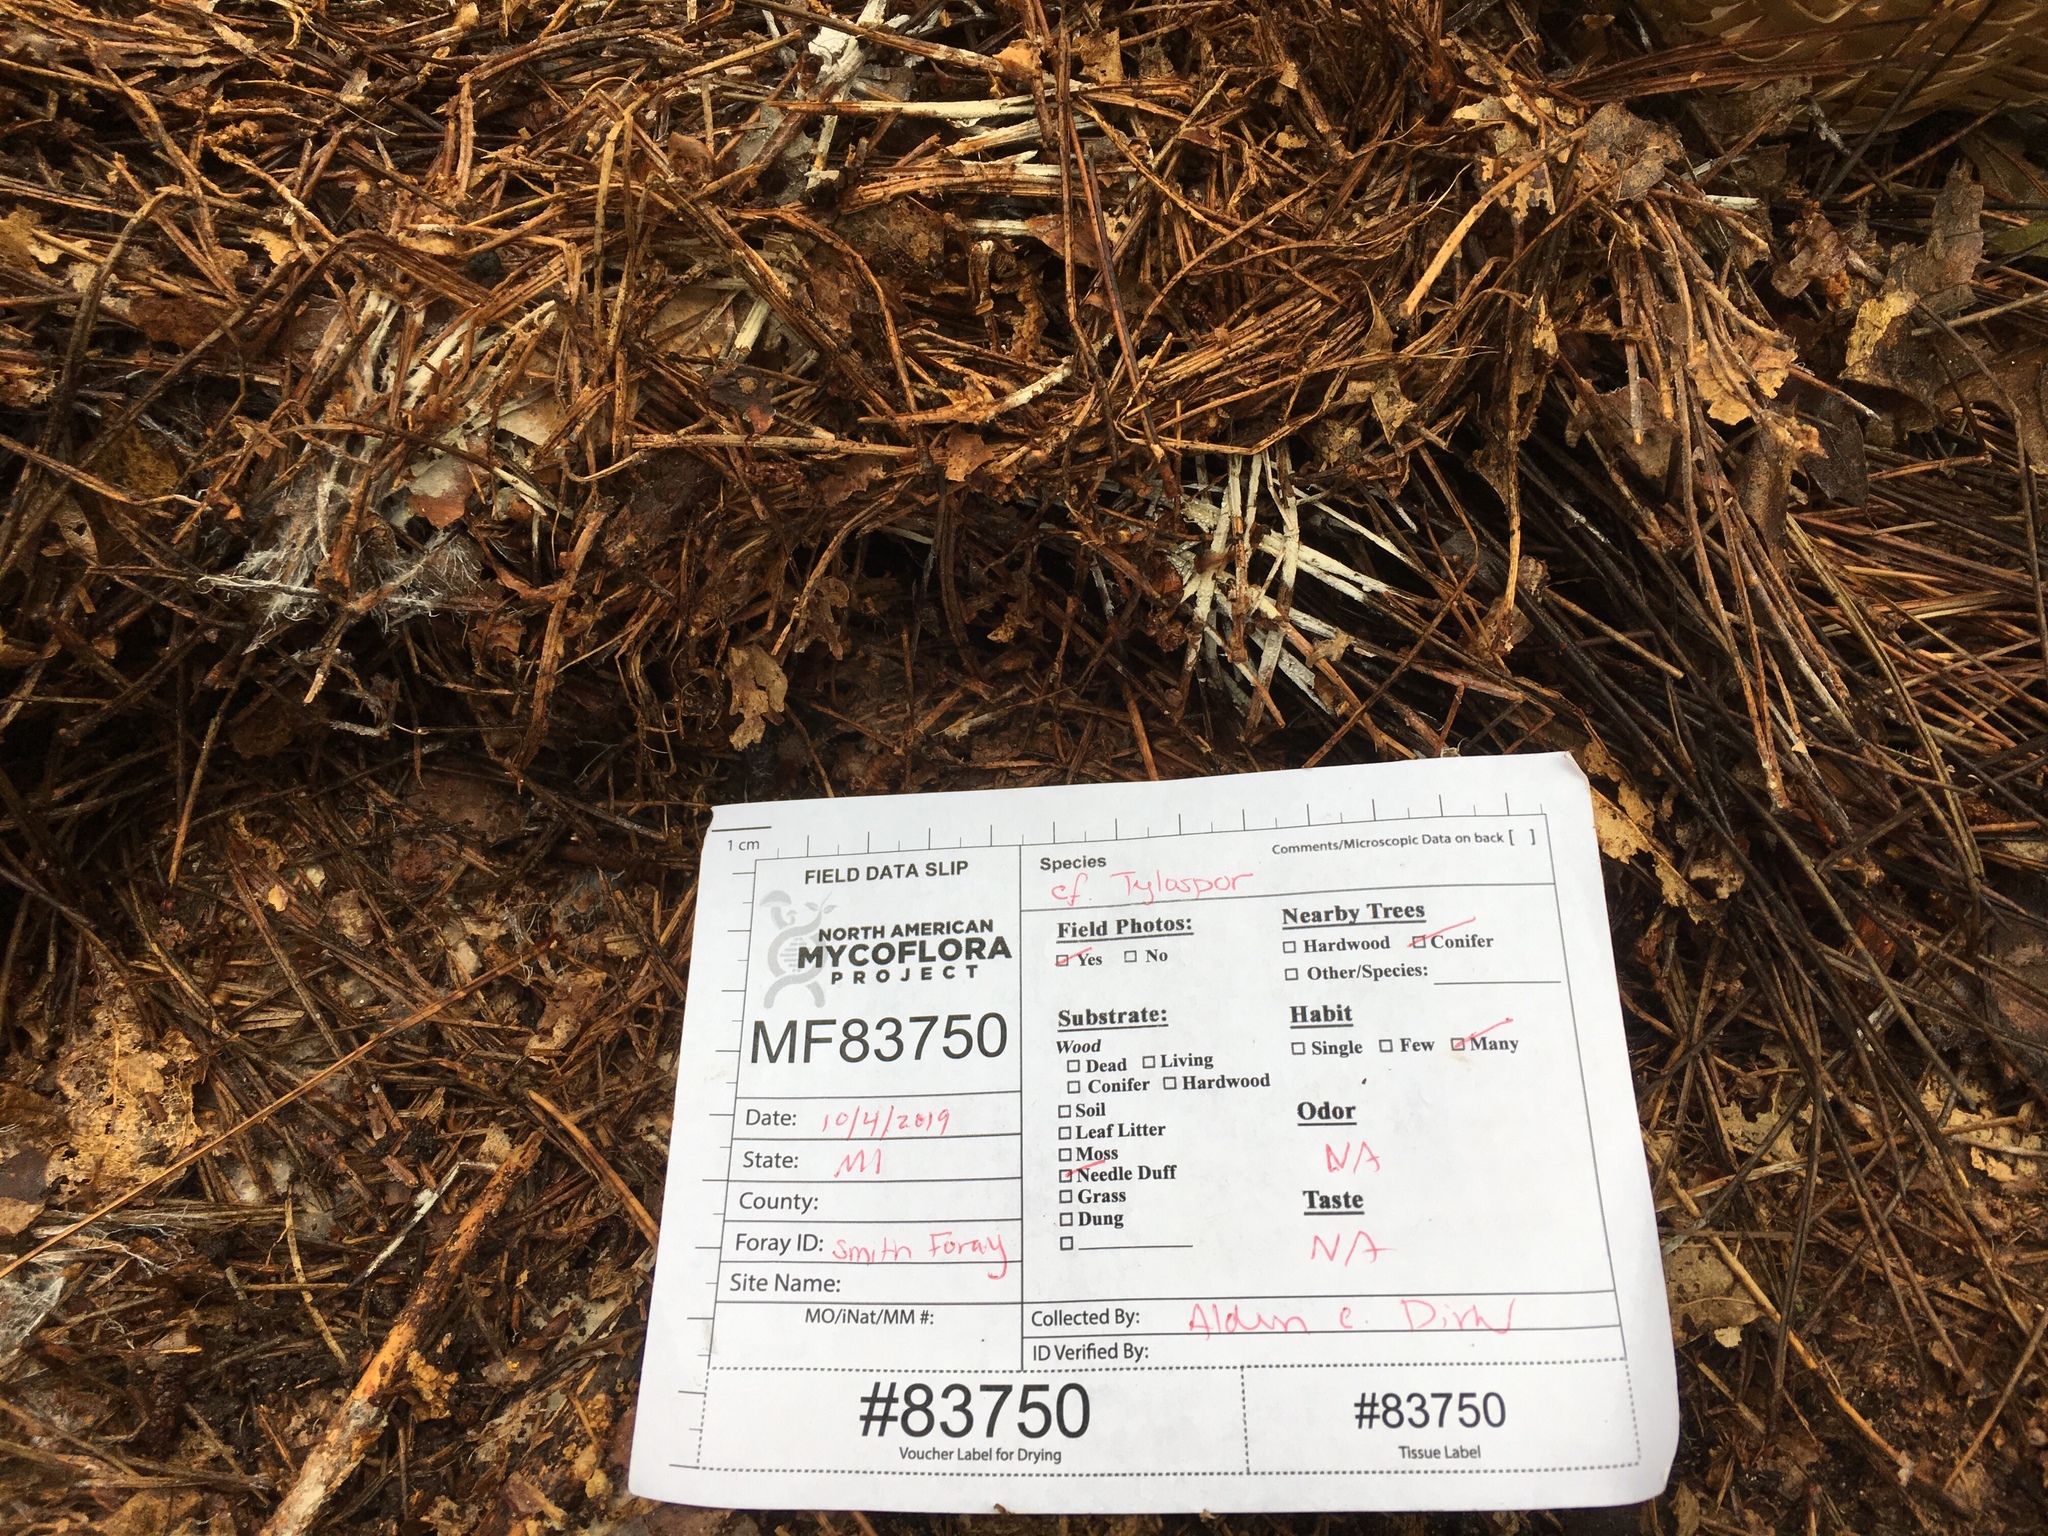 1 cm
FIELD DATA SLIP
NORTH AMERICAN
MYCOFLORA
PROJECT
MF83750
Date: 10/4/2019
State: MI
County:
Foray ID: Smith Foray
Site Name:
MO/iNat/MM #:
Comments/Microscopic Data on back [ ]
Species
cf. Tylaspor
Field Photos:
Yes No
Nearby Trees
Hardwood Conifer
Other/Species:
Substrate:
Wood
Dead Living
Conifer Hardwood
Soil
Leaf Litter
Moss
Needle Duff
Grass
Dung
Habit
Single Few Many
Odor
NA
Taste
NA
Collected By: Alden C. Dirk
ID Verified By:
#83750
Voucher Label for Drying
#83750
Tissue Label